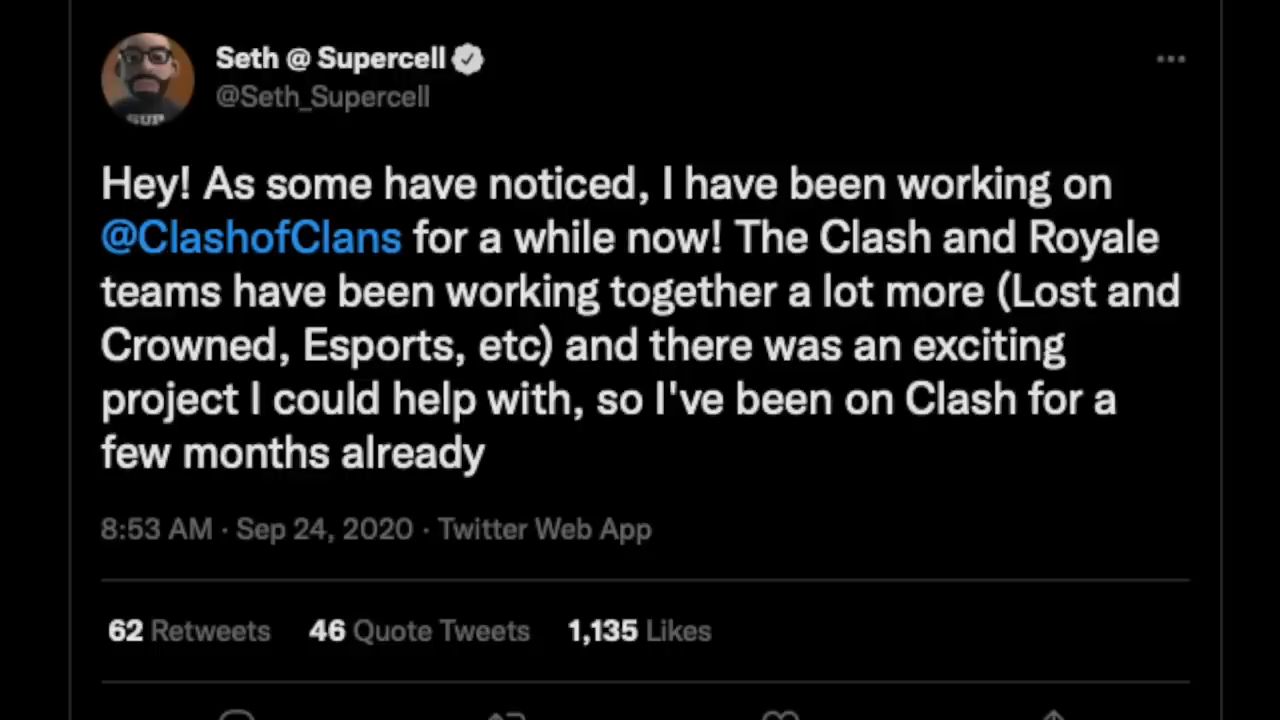 Seth @ Supercell
@Seth_Supercell
SUP
Hey! As some have noticed, I have been working on
@ClashofClans for a while now! The Clash and Royale
teams have been working together a lot more (Lost and
Crowned, Esports, etc) and there was an exciting
project I could help with, so I've been on Clash for a
few months already
8:53 AM · Sep 24, 2020 · Twitter Web App
62 Retweets 46 Quote Tweets 1,135 Likes